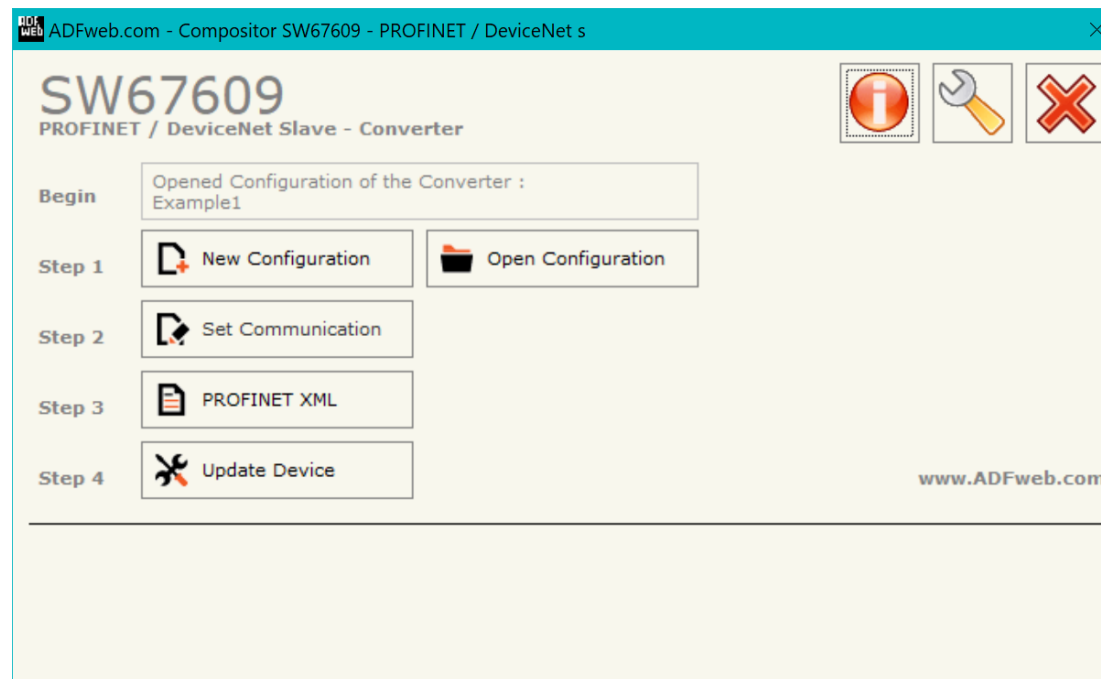 ADF
WEB
ADFweb.com - Compositor SW67609 - PROFINET / DeviceNet s
SW67609
PROFINET / DeviceNet Slave - Converter
Begin
Opened Configuration of the Converter :
Example1
Step 1
New Configuration
Open Configuration
Step 2
Set Communication
Step 3
PROFINET XML
Step 4
Update Device
www.ADFweb.com